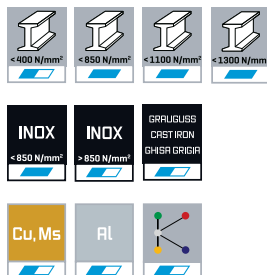 <400 N/mm²
<850 N/mm²
<1100 N/mm²
<1300 N/mm²
INOX
<850 N/mm²
INOX
>850 N/mm²
GRAUGUSS
CAST IRON
GHISA GRIGIA
Cu, Ms
Al